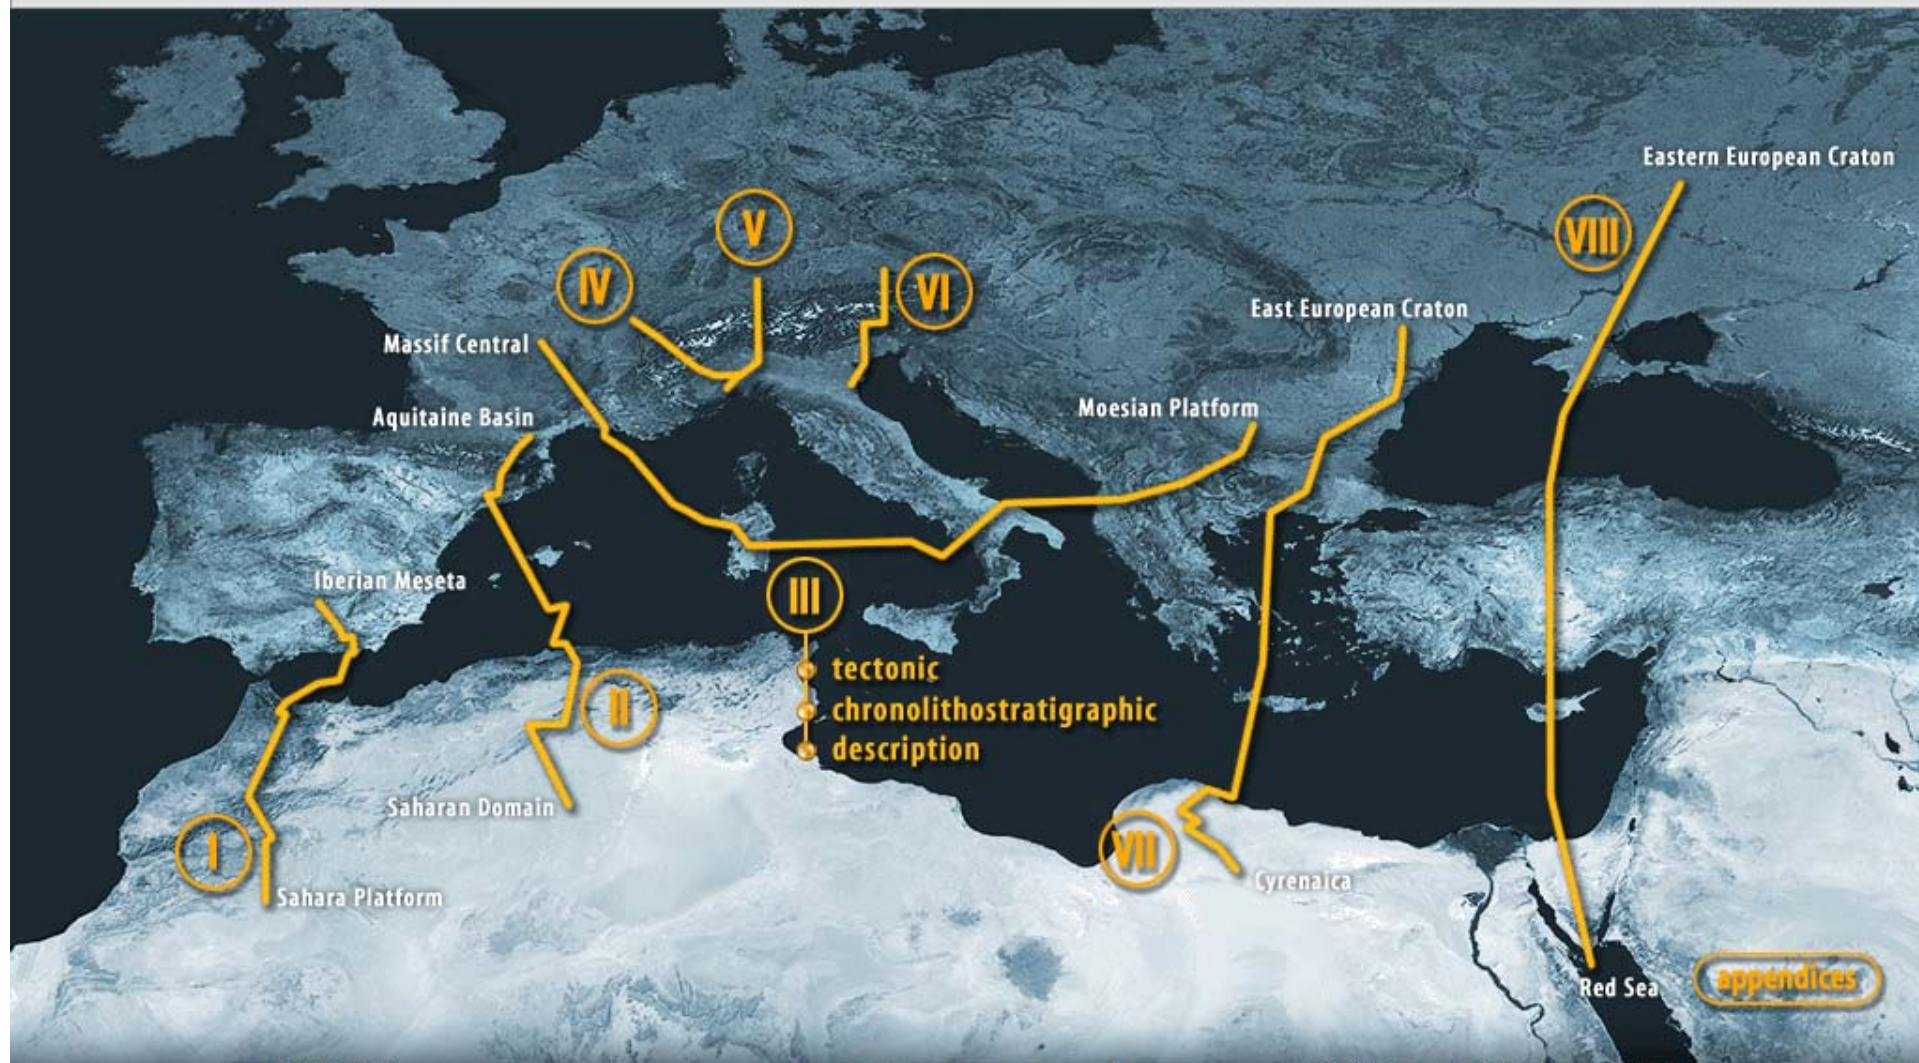 Eastern European Craton
VIII
V
IV
VI
East European Craton
Massif Central
Moesian Platform
Aquitaine Basin
Iberian Meseta
III
tectonic
II
chronolithostratigraphic
description
Saharan Domain
I
VII
Cyrenaica
Sahara Platform
appendices
Red Sea